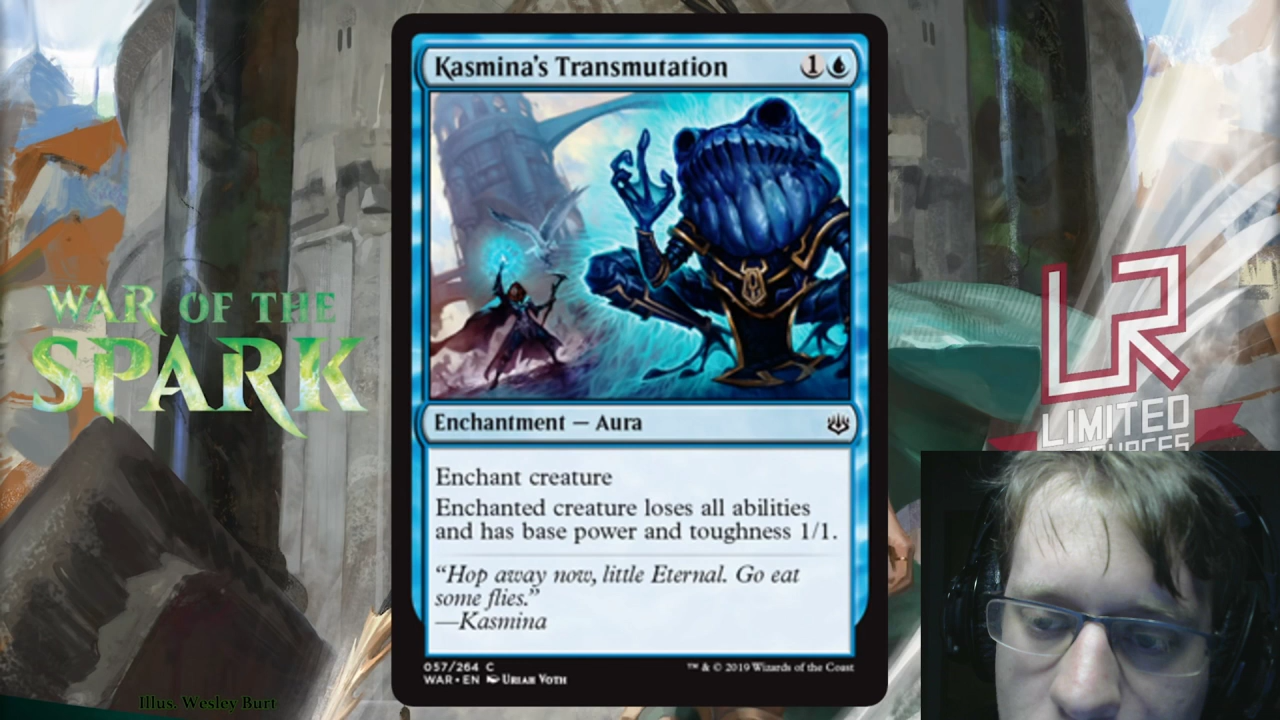 Kasmina's Transmutation
1
WAR OF THE
SPARK
LR
LIMITED
Enchantment — Aura
Enchant creature
Enchanted creature loses all abilities
and has base power and toughness 1/1.
"Hop away now, little Eternal. Go eat
some flies."
—Kasmina
057/264 C
WAR • EN Uriah Voth
™ & © 2019 Wizards of the Coast
Illus. Wesley Burt